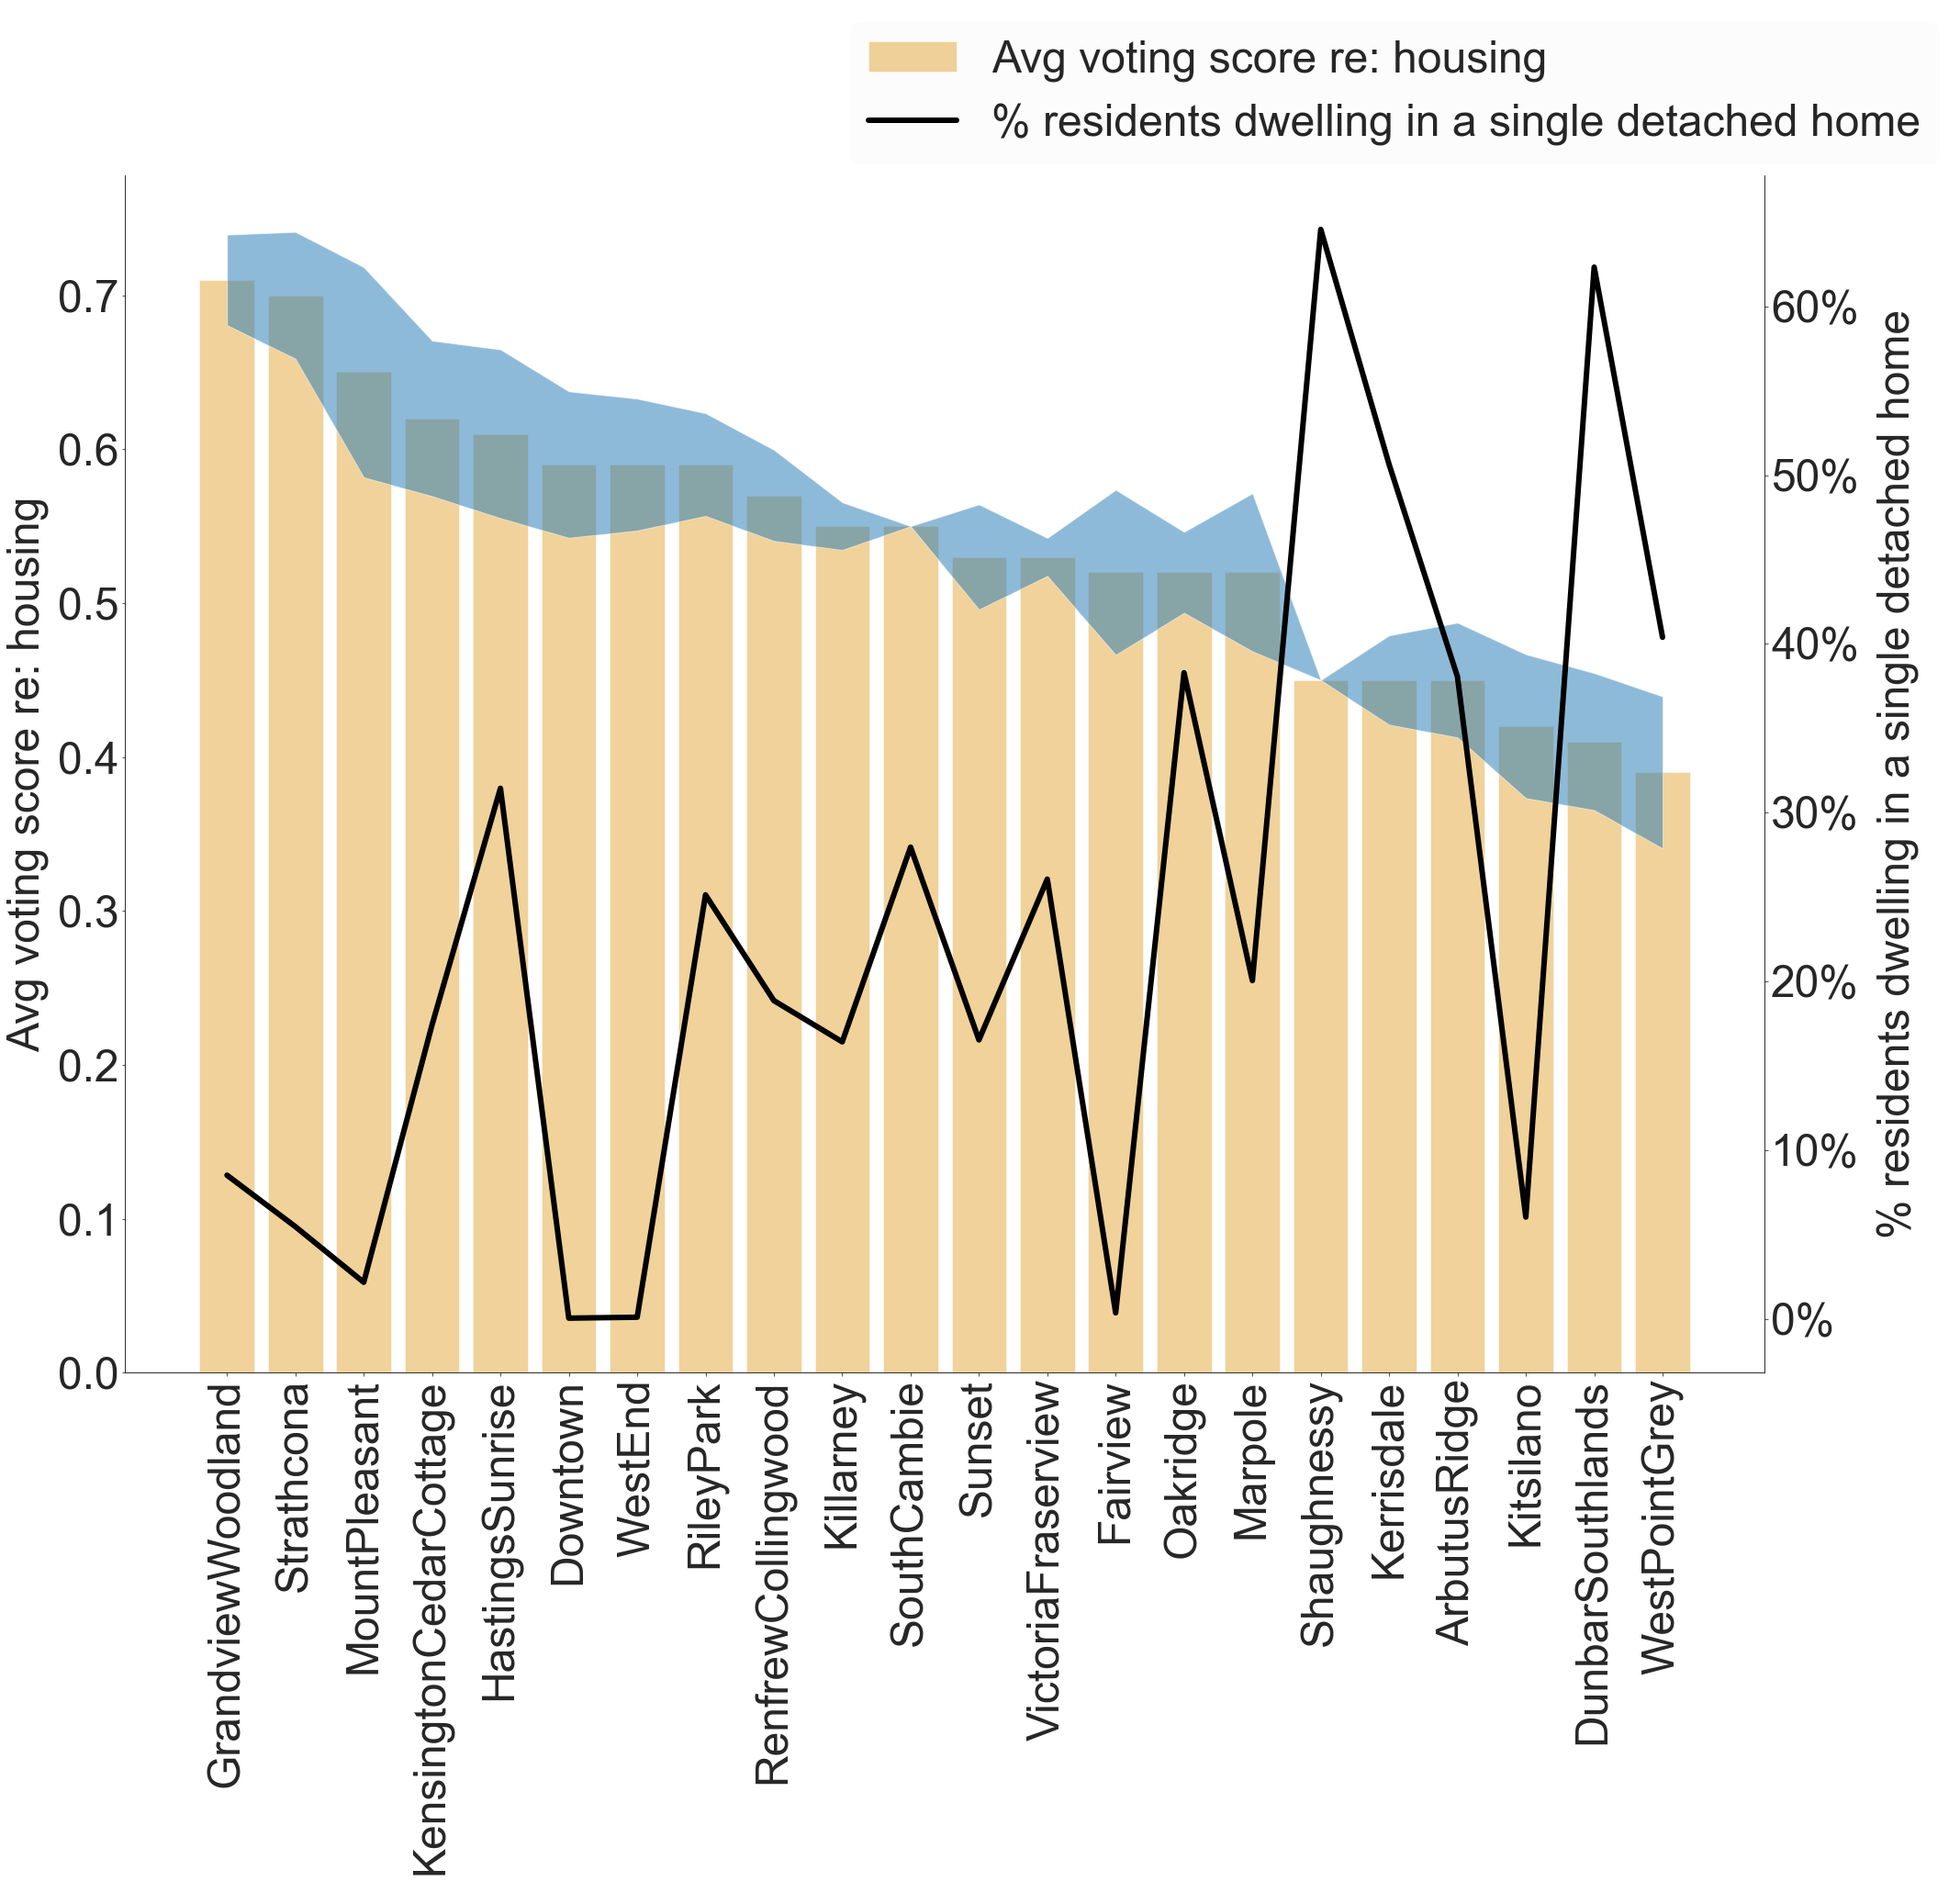 Avg voting score re: housing
% residents dwelling in a single detached home
Avg voting score re: housing
0.7
0.6
0.5
0.4
0.3
0.2
0.1
0.0
60%
50%
40%
30%
20%
10%
0%
% residents dwelling in a single detached home
GrandviewWoodland
Strathcona
MountPleasant
KensingtonCedarCottage
HastingsSunrise
Downtown
WestEnd
RileyPark
RenfrewCollingwood
Killarney
SouthCambie
Sunset
VictoriaFraserview
Fairview
Oakridge
Marpole
Shaughnessy
Kerrisdale
ArbutusRidge
Kitsilano
DunbarSouthlands
WestPointGrey